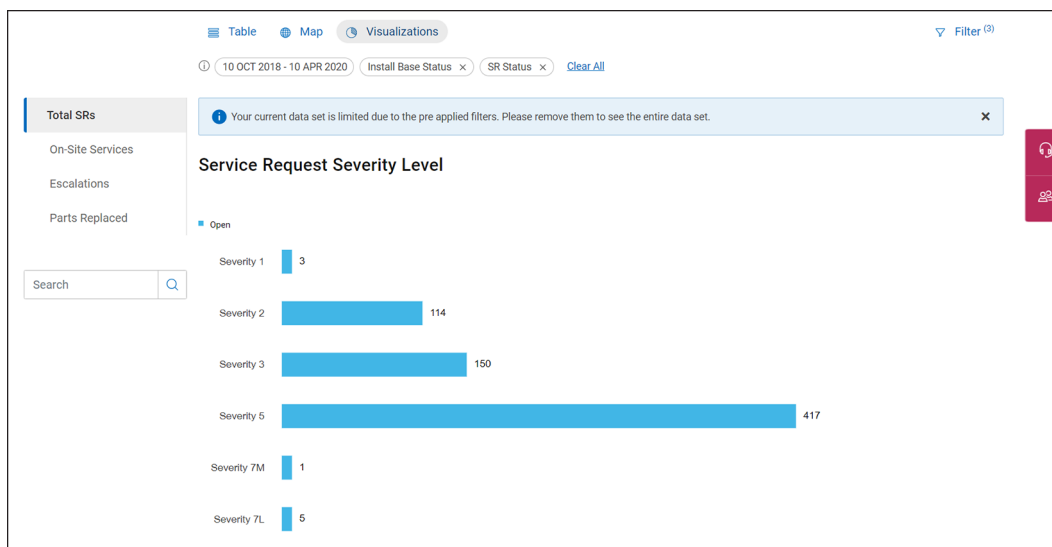 Table Map Visualizations Filter (3)
10 OCT 2018 - 10 APR 2020 Install Base Status × SR Status × Clear All
Total SRs
On-Site Services
Escalations
Parts Replaced
Search
Your current data set is limited due to the pre applied filters. Please remove them to see the entire data set. ×
Service Request Severity Level
Open
Severity 1 3
Severity 2 114
Severity 3 150
Severity 5 417
Severity 7M 1
Severity 7L 5